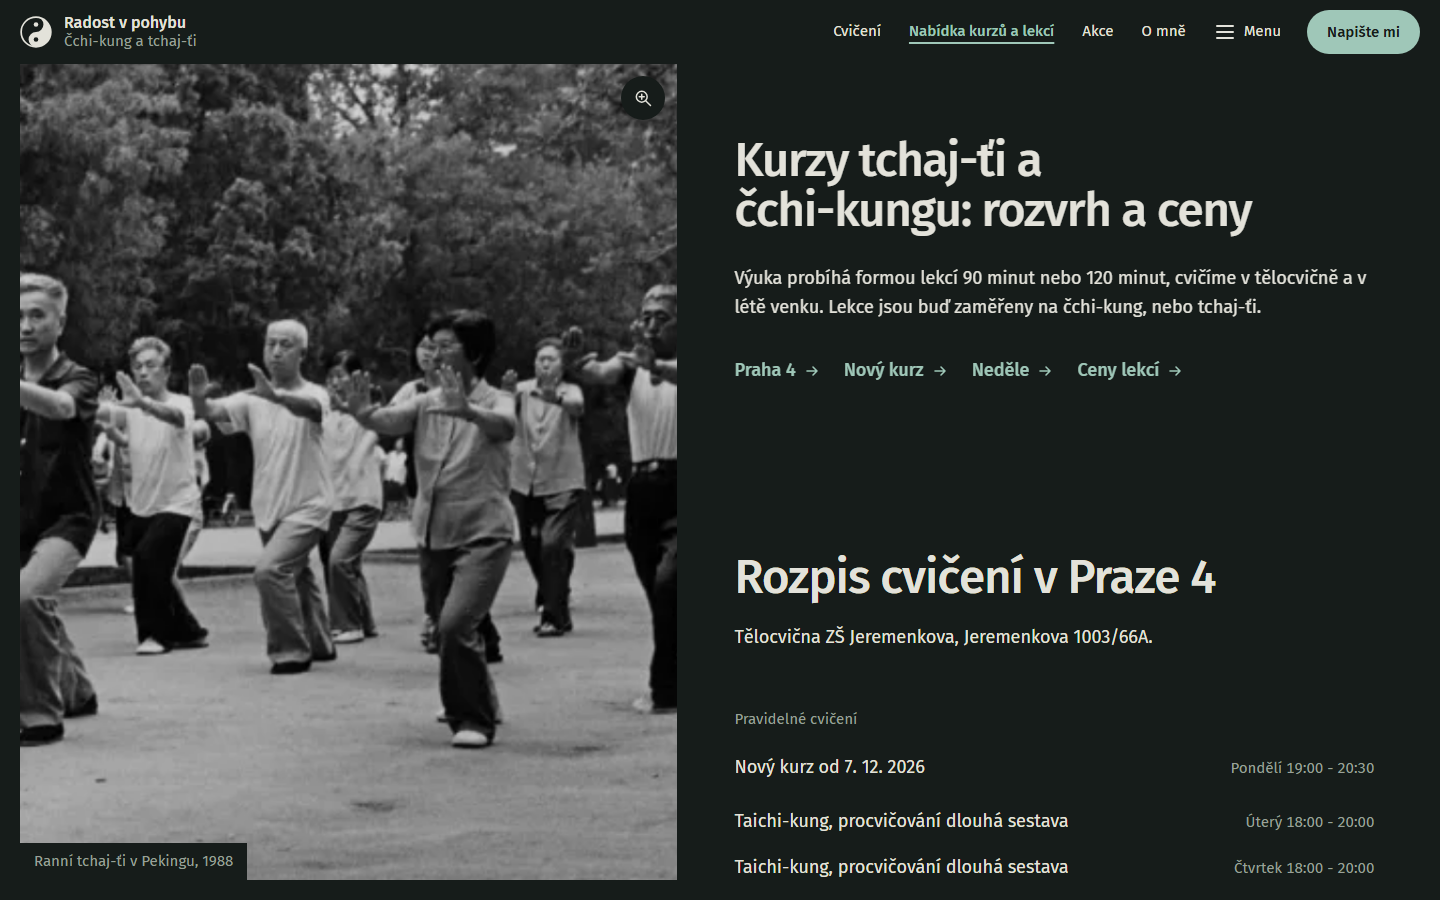 Radost v pohybu
Čchi-kung a tchaj-ťi
Cvičení
Nabídka kurzů a lekcí
Akce
O mně
Menu
Napište mi
Kurzy tchaj-ťi a
čchi-kungu: rozvrh a ceny
Výuka probíhá formou lekcí 90 minut nebo 120 minut, cvičíme v tělocvičně a v
létě venku. Lekce jsou buď zaměřeny na čchi-kung, nebo tchaj-ťi.
Praha 4 →
Nový kurz →
Neděle →
Ceny lekcí →
Rozpis cvičení v Praze 4
Tělocvična ZŠ Jeremenkova, Jeremenkova 1003/66A.
Pravidelné cvičení
Nový kurz od 7. 12. 2026
Pondělí 19:00 - 20:30
Taichi-kung, procvičování dlouhá sestava
Úterý 18:00 - 20:00
Taichi-kung, procvičování dlouhá sestava
Čtvrtek 18:00 - 20:00
Ranní tchaj-ťi v Pekingu, 1988